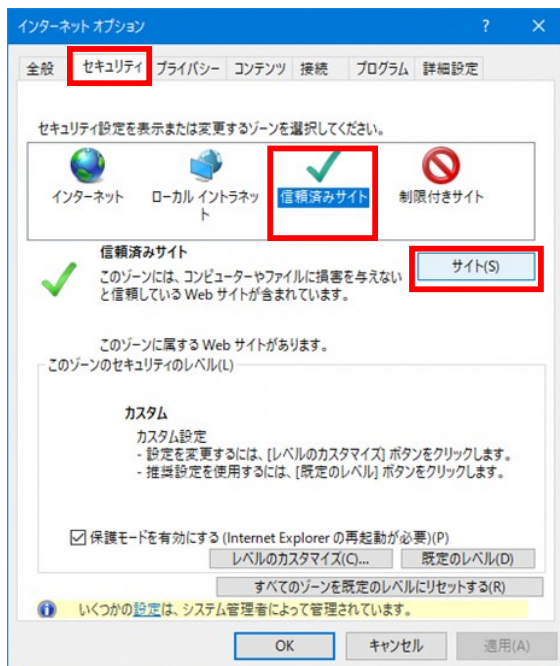 インターネット オプション
全般 セキュリティ プライバシー コンテンツ 接続 プログラム 詳細設定
セキュリティ設定を表示または変更するゾーンを選択してください。
インターネット
ローカル イントラネッ
ト
信頼済みサイト
制限付きサイト
信頼済みサイト
サイト(S)
このゾーンには、コンピューターやファイルに損害を与えない
と信頼している Web サイトが含まれています。
このゾーンに属する Web サイトがあります。
このゾーンのセキュリティのレベル(L)
カスタム
カスタム設定
- 設定を変更するには、[レベルのカスタマイズ] ボタンをクリックします。
- 推奨設定を使用するには、[既定のレベル] ボタンをクリックします。
保護モードを有効にする (Internet Explorer の再起動が必要)(P)
レベルのカスタマイズ(C)... 既定のレベル(D)
すべてのゾーンを既定のレベルにリセットする(R)
いくつかの設定は、システム管理者によって管理されています。
OK キャンセル 適用(A)